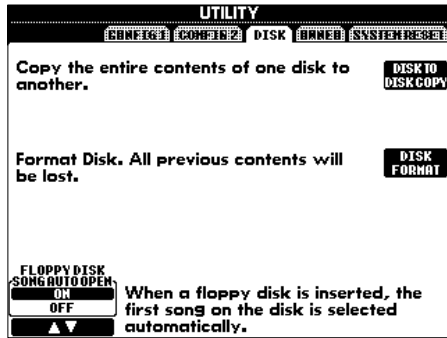 UTILITY
CONFIG 1 CONFIG 2 DISK OWNER SYSTEM RESET
Copy the entire contents of one disk to
another.
DISK TO
DISK COPY
Format Disk. All previous contents will
be lost.
DISK
FORMAT
FLOPPY DISK
SONG AUTO OPEN
ON
OFF
▲▼
When a floppy disk is inserted, the
first song on the disk is selected
automatically.